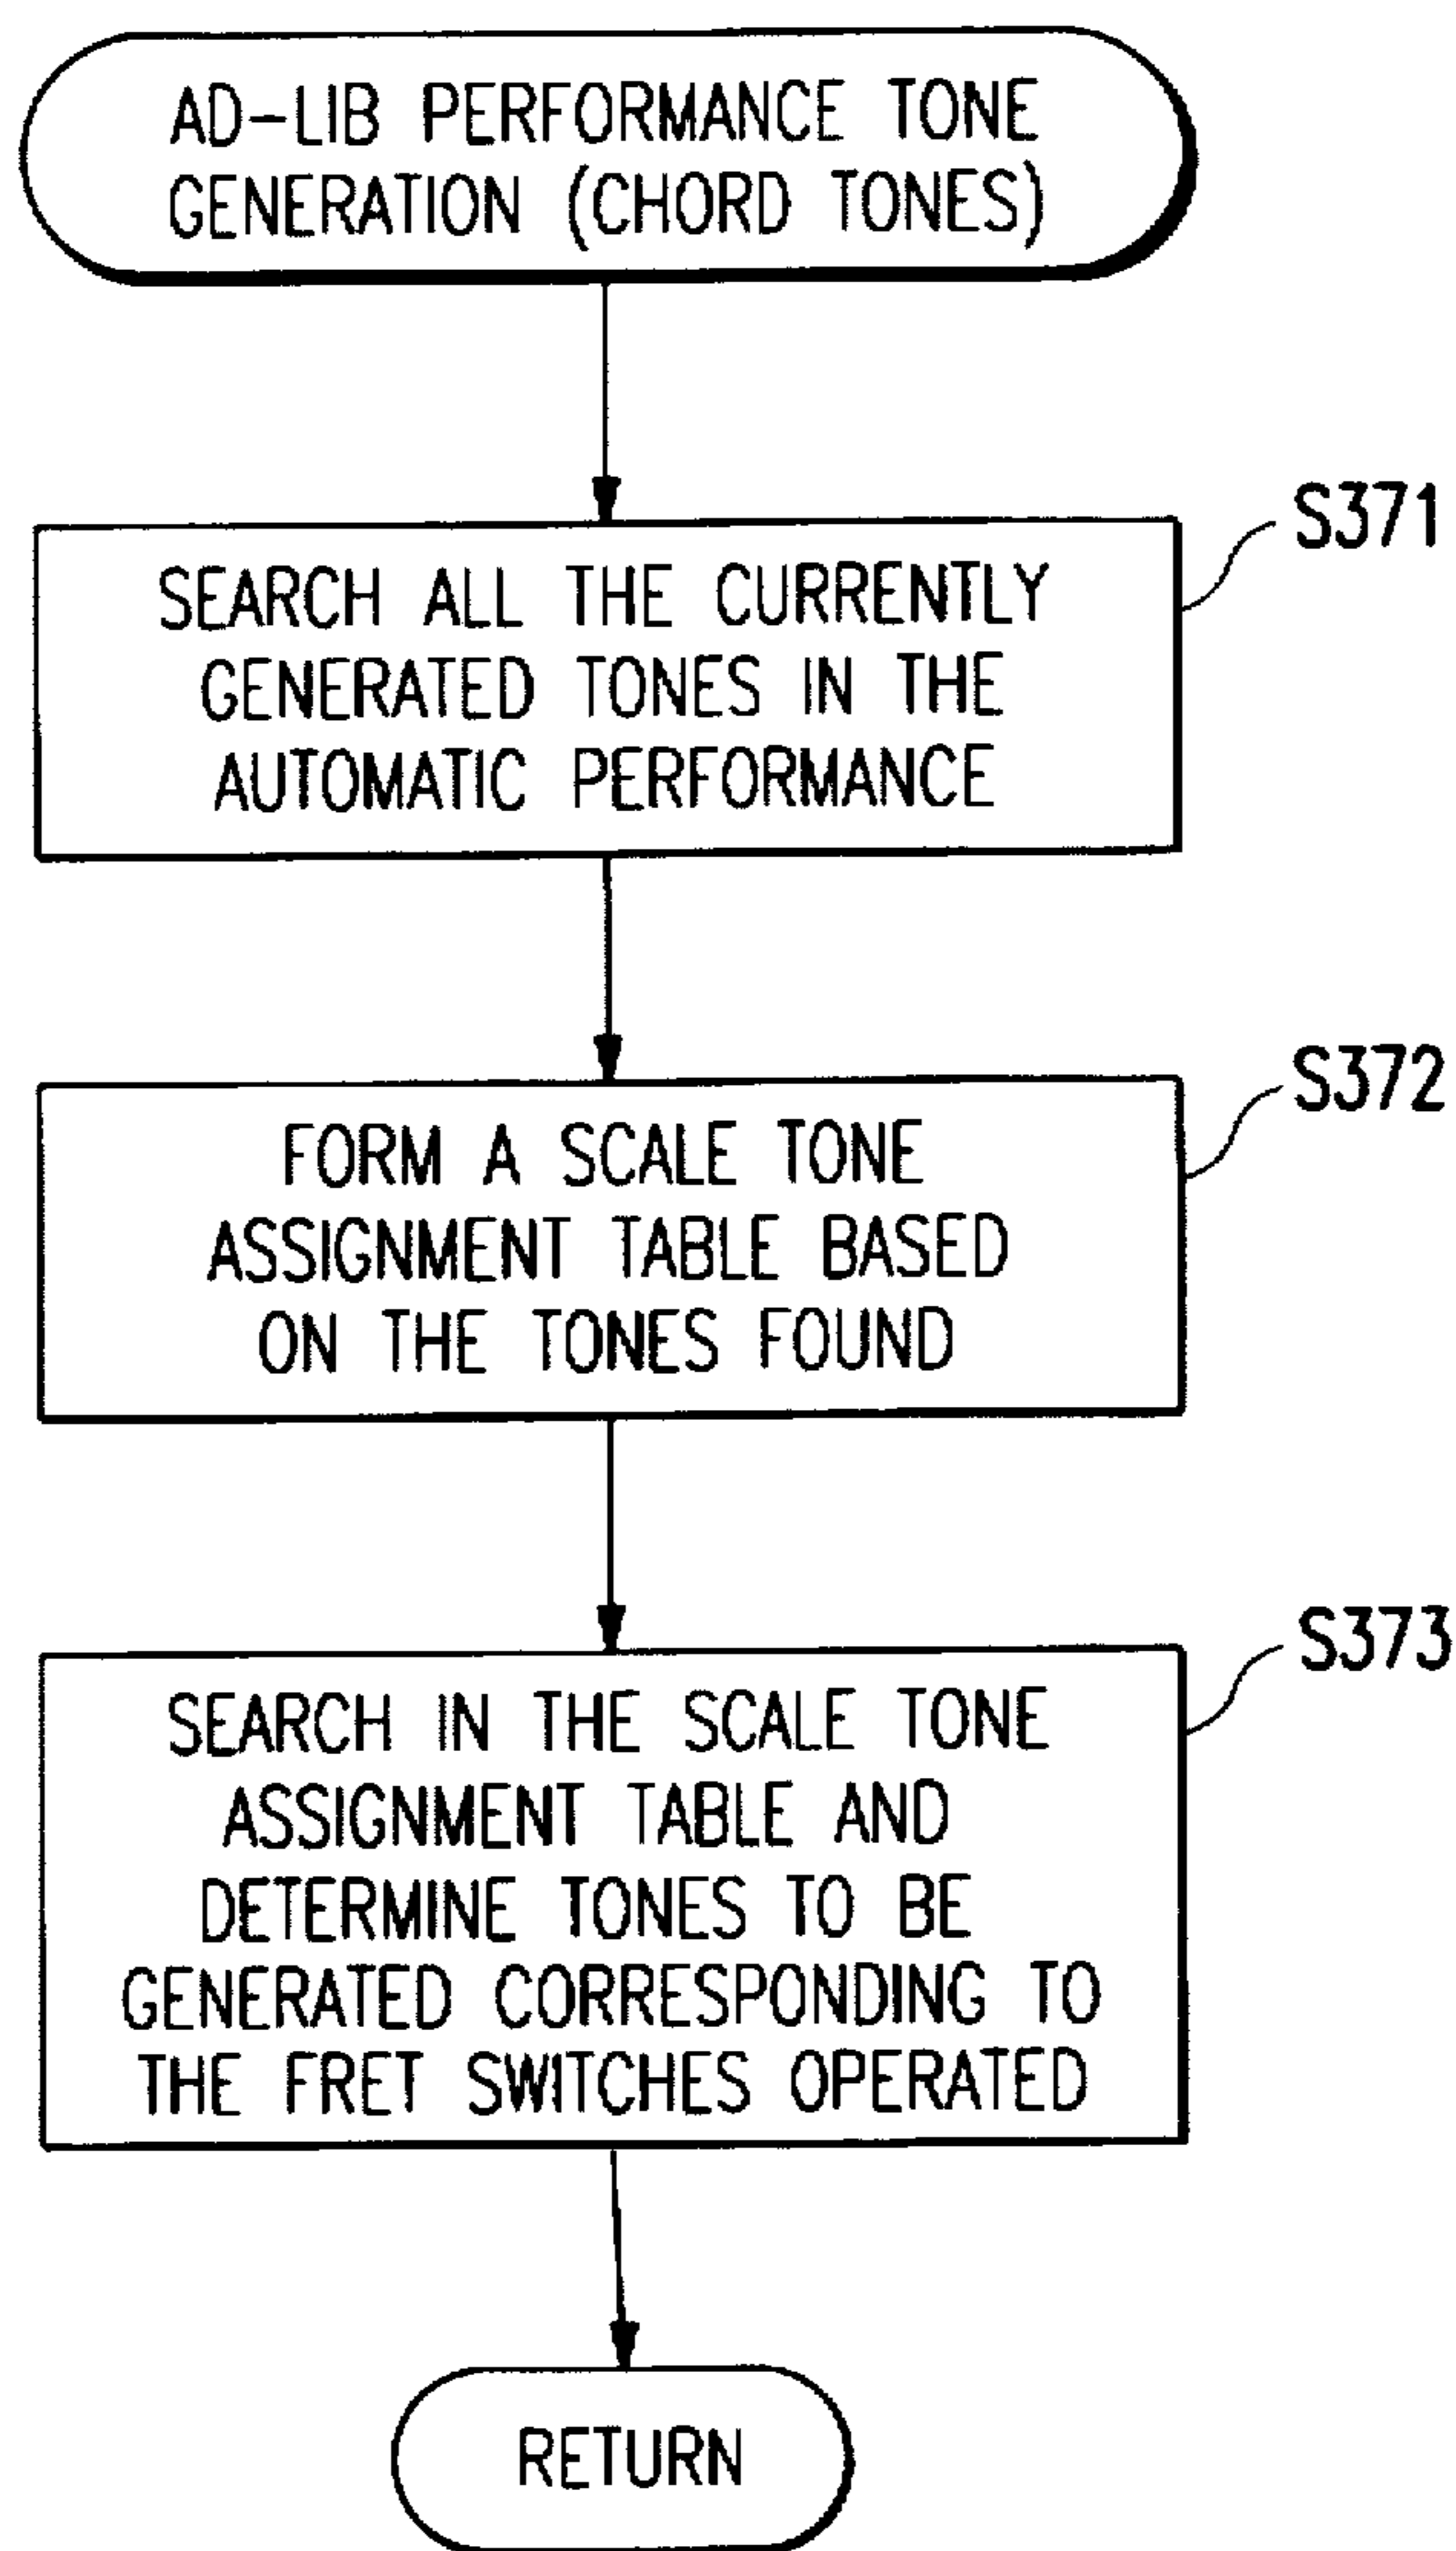 AD-LIB PERFORMANCE TONE
GENERATION (CHORD TONES)
S371
SEARCH ALL THE CURRENTLY
GENERATED TONES IN THE
AUTOMATIC PERFORMANCE
S372
FORM A SCALE TONE
ASSIGNMENT TABLE BASED
ON THE TONES FOUND
S373
SEARCH IN THE SCALE TONE
ASSIGNMENT TABLE AND
DETERMINE TONES TO BE
GENERATED CORRESPONDING TO
THE FRET SWITCHES OPERATED
RETURN